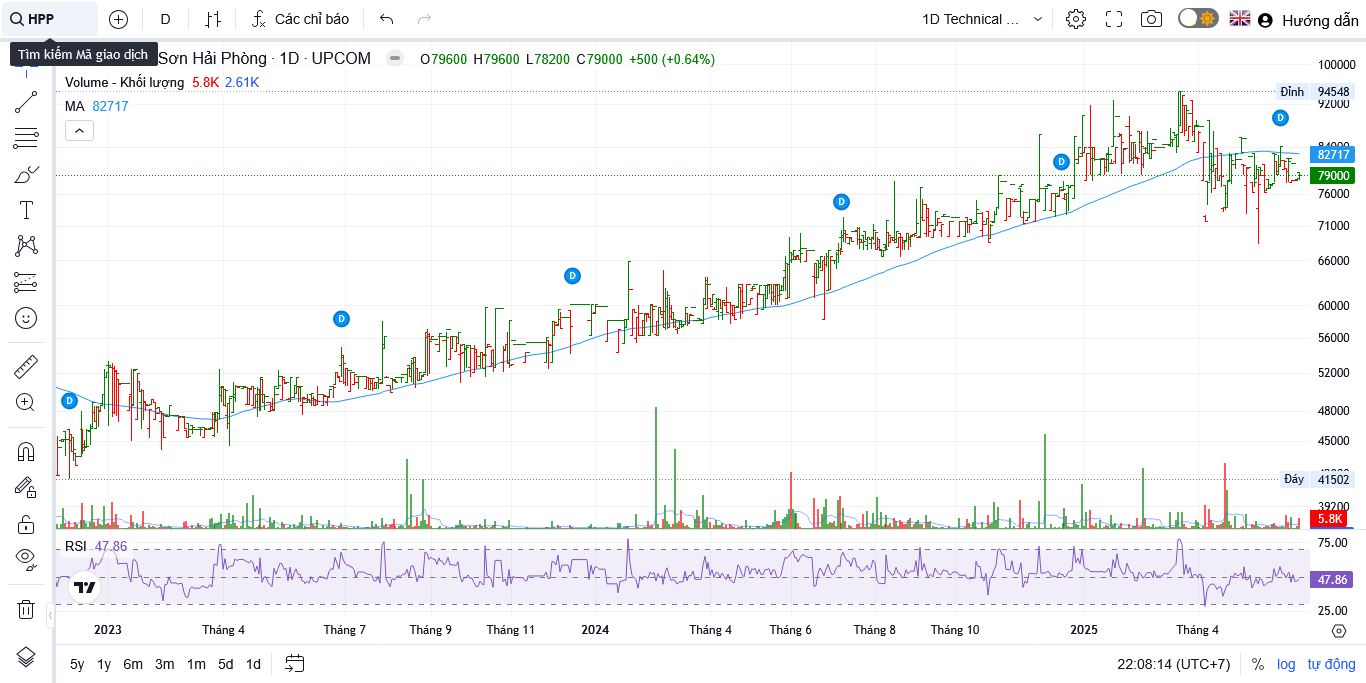 HPP
D
Các chỉ báo
1D Technical ...
Hướng dẫn
Tìm kiếm Mã giao dịch
Sơn Hải Phòng · 1D · UPCOM
O79600 H79600 L78200 C79000 +500 (+0.64%)
Volume - Khối lượng 5.8K 2.61K
MA 82717
100000
Đỉnh 94548
92000
D
84000
82717
D
79000
76000
D
71000
66000
D
60000
D
56000
52000
D
48000
45000
Đáy 41502
39200
5.8K
RSI 47.86
75.00
47.86
25.00
2023 Tháng 4 Tháng 7 Tháng 9 Tháng 11 2024 Tháng 4 Tháng 6 Tháng 8 Tháng 10 2025 Tháng 4
5y 1y 6m 3m 1m 5d 1d
22:08:14 (UTC+7) % log tự động